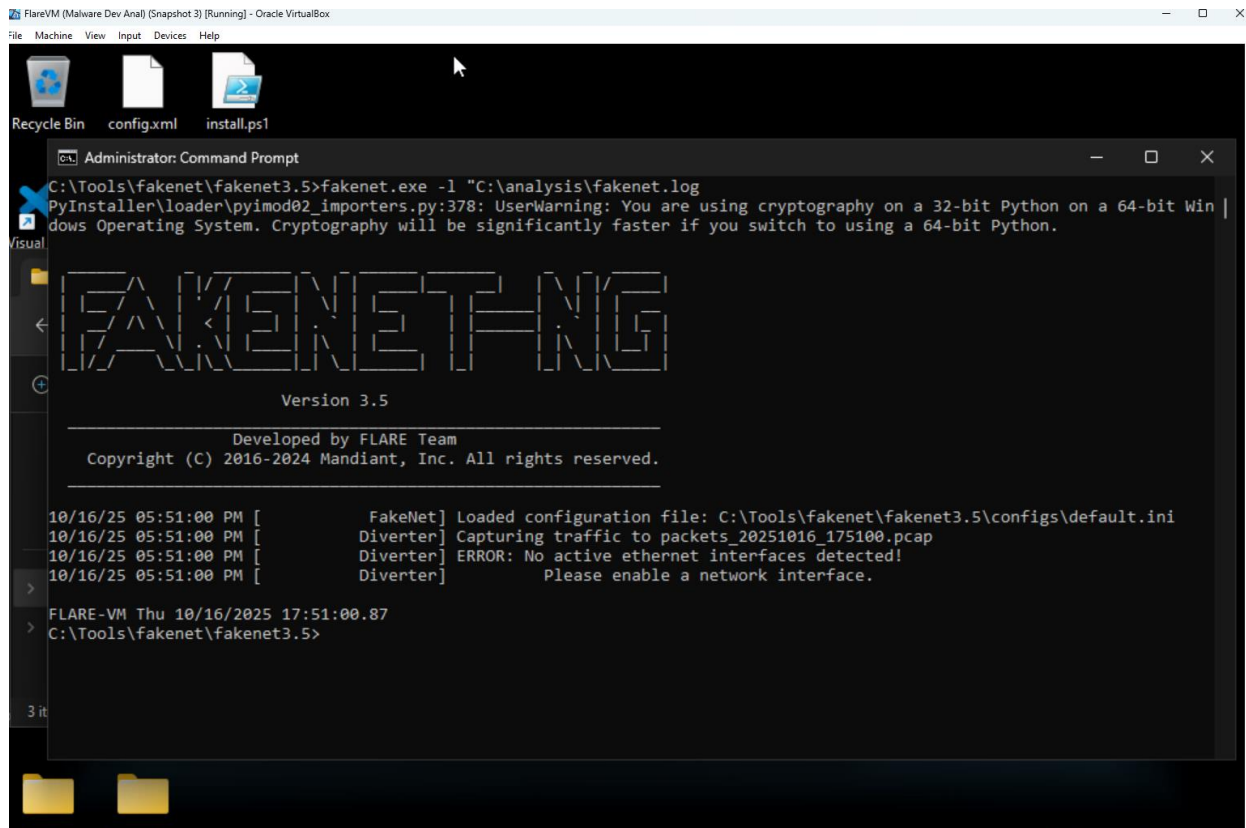 FlareVM (Malware Dev Anal) (Snapshot 3) [Running] - Oracle VirtualBox
File Machine View Input Devices Help
Recycle Bin config.xml install.ps1
Administrator: Command Prompt
C:\Tools\fakenet\fakenet3.5>fakenet.exe -l "C:\analysis\fakenet.log
PyInstaller\loader\pyimod02_importers.py:378: UserWarning: You are using cryptography on a 32-bit Python on a 64-bit Win
dows Operating System. Cryptography will be significantly faster if you switch to using a 64-bit Python.
Visual
FAKENET-NG
Version 3.5
Developed by FLARE Team
Copyright (C) 2016-2024 Mandiant, Inc. All rights reserved.
10/16/25 05:51:00 PM [ FakeNet] Loaded configuration file: C:\Tools\fakenet\fakenet3.5\configs\default.ini
10/16/25 05:51:00 PM [ Diverter] Capturing traffic to packets_20251016_175100.pcap
10/16/25 05:51:00 PM [ Diverter] ERROR: No active ethernet interfaces detected!
10/16/25 05:51:00 PM [ Diverter] Please enable a network interface.
FLARE-VM Thu 10/16/2025 17:51:00.87
C:\Tools\fakenet\fakenet3.5>
3 it